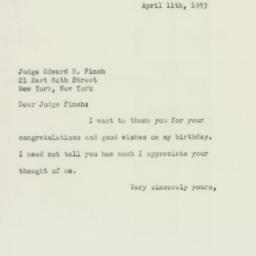 April 11th, 1953
Judge Edward R. Finch
21 East 84th Street
New York, New York
Dear Judge Finch:
I want to thank you for your
congratulations and good wishes on my birthday.
I need not tell you how much I appreciate your
thought of me.
Very sincerely yours,